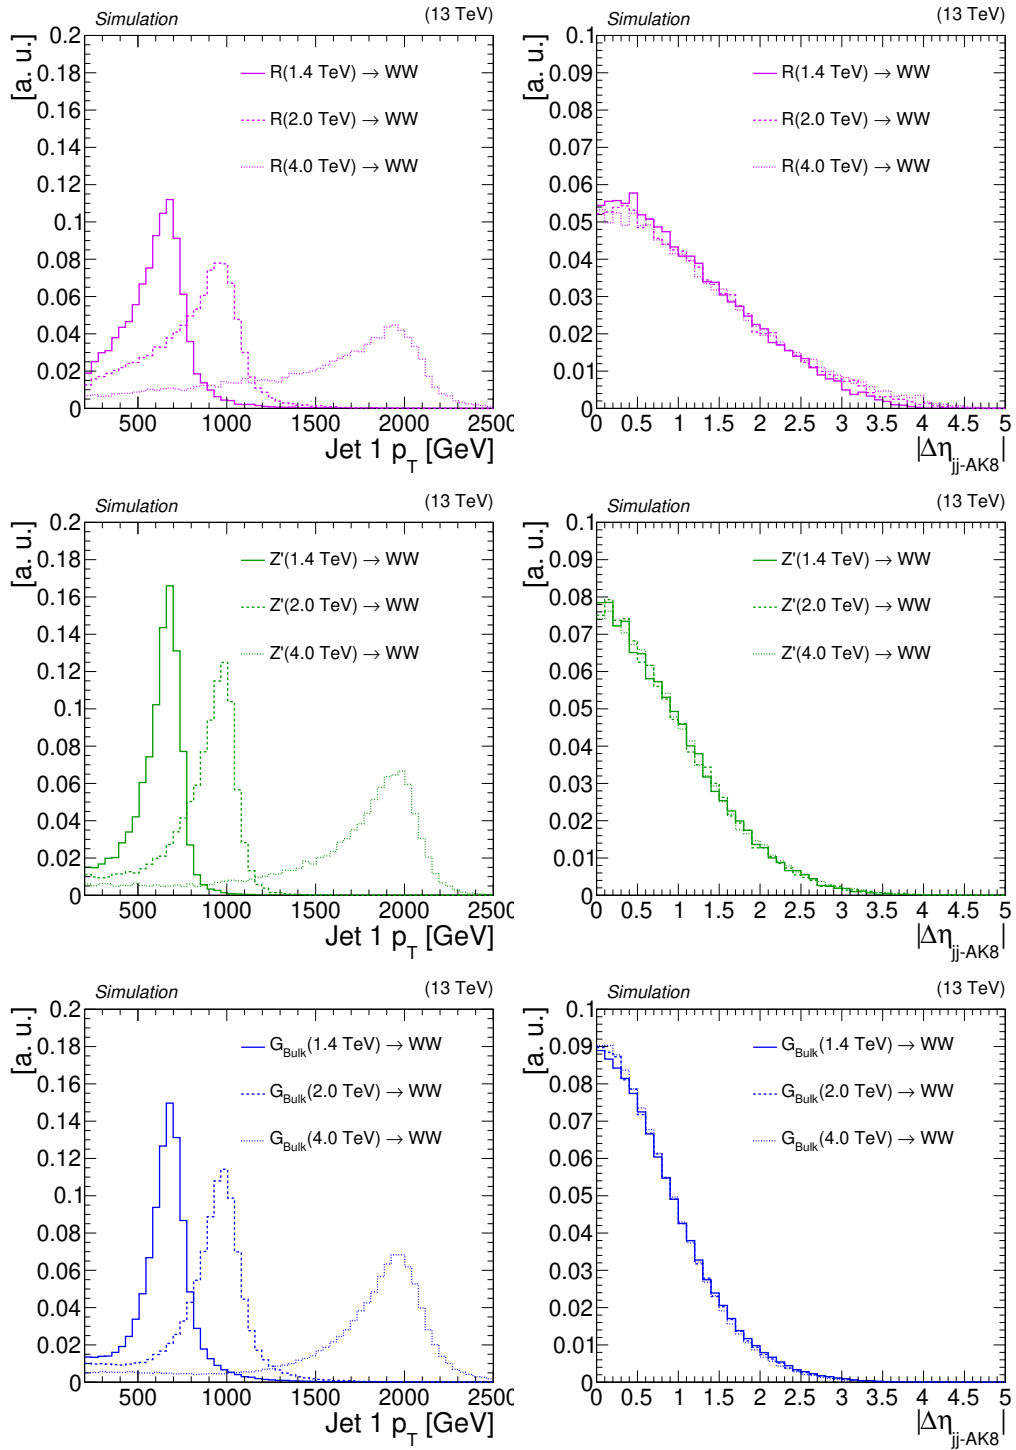 Simulation (13 TeV)
[a. u.]
0.2
0.18
0.16
0.14
0.12
0.1
0.08
0.06
0.04
0.02
0
R(1.4 TeV) → WW
R(2.0 TeV) → WW
R(4.0 TeV) → WW
500 1000 1500 2000 2500
Jet 1 p_T [GeV]
Simulation (13 TeV)
[a. u.]
0.1
0.09
0.08
0.07
0.06
0.05
0.04
0.03
0.02
0.01
0
R(1.4 TeV) → WW
R(2.0 TeV) → WW
R(4.0 TeV) → WW
0 0.5 1 1.5 2 2.5 3 3.5 4 4.5 5
|Δη_jj-AK8|
Simulation (13 TeV)
[a. u.]
0.2
0.18
0.16
0.14
0.12
0.1
0.08
0.06
0.04
0.02
0
Z'(1.4 TeV) → WW
Z'(2.0 TeV) → WW
Z'(4.0 TeV) → WW
500 1000 1500 2000 2500
Jet 1 p_T [GeV]
Simulation (13 TeV)
[a. u.]
0.1
0.09
0.08
0.07
0.06
0.05
0.04
0.03
0.02
0.01
0
Z'(1.4 TeV) → WW
Z'(2.0 TeV) → WW
Z'(4.0 TeV) → WW
0 0.5 1 1.5 2 2.5 3 3.5 4 4.5 5
|Δη_jj-AK8|
Simulation (13 TeV)
[a. u.]
0.2
0.18
0.16
0.14
0.12
0.1
0.08
0.06
0.04
0.02
0
G_Bulk(1.4 TeV) → WW
G_Bulk(2.0 TeV) → WW
G_Bulk(4.0 TeV) → WW
500 1000 1500 2000 2500
Jet 1 p_T [GeV]
Simulation (13 TeV)
[a. u.]
0.1
0.09
0.08
0.07
0.06
0.05
0.04
0.03
0.02
0.01
0
G_Bulk(1.4 TeV) → WW
G_Bulk(2.0 TeV) → WW
G_Bulk(4.0 TeV) → WW
0 0.5 1 1.5 2 2.5 3 3.5 4 4.5 5
|Δη_jj-AK8|